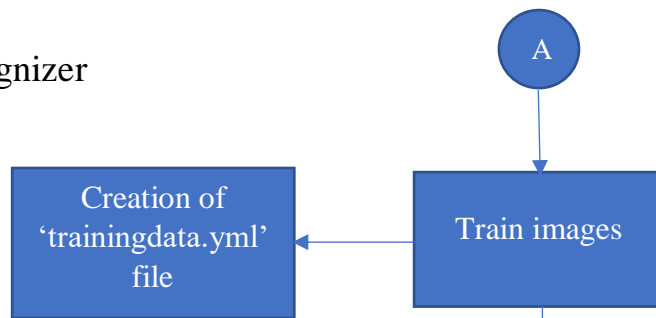 A
gnizer
Creation of
‘trainingdata.yml’
file
Train images